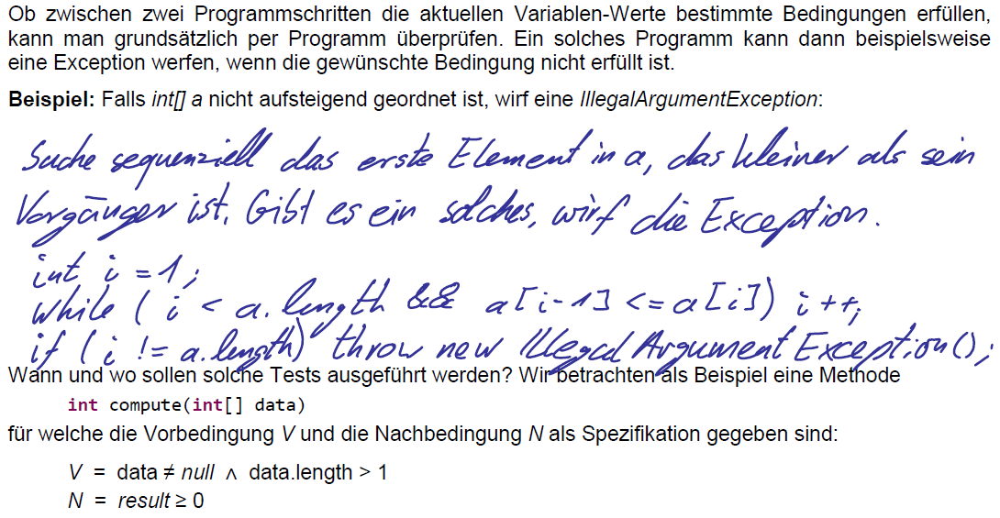 Ob zwischen zwei Programmschritten die aktuellen Variablen-Werte bestimmte Bedingungen erfüllen,
kann man grundsätzlich per Programm überprüfen. Ein solches Programm kann dann beispielsweise
eine Exception werfen, wenn die gewünschte Bedingung nicht erfüllt ist.
Beispiel: Falls int[] a nicht aufsteigend geordnet ist, wirf eine IllegalArgumentException:
Suche sequenziell das erste Element in a, das kleiner als sein
Vorgänger ist. Gibt es ein solches, wirf die Exception.
int i = 1;
while ( i < a.length && a[i-1] <= a[i]) i++;
if ( i != a.length) throw new IllegalArgumentException();
Wann und wo sollen solche Tests ausgeführt werden? Wir betrachten als Beispiel eine Methode
int compute(int[] data)
für welche die Vorbedingung V und die Nachbedingung N als Spezifikation gegeben sind:
V = data ≠ null ∧ data.length > 1
N = result ≥ 0